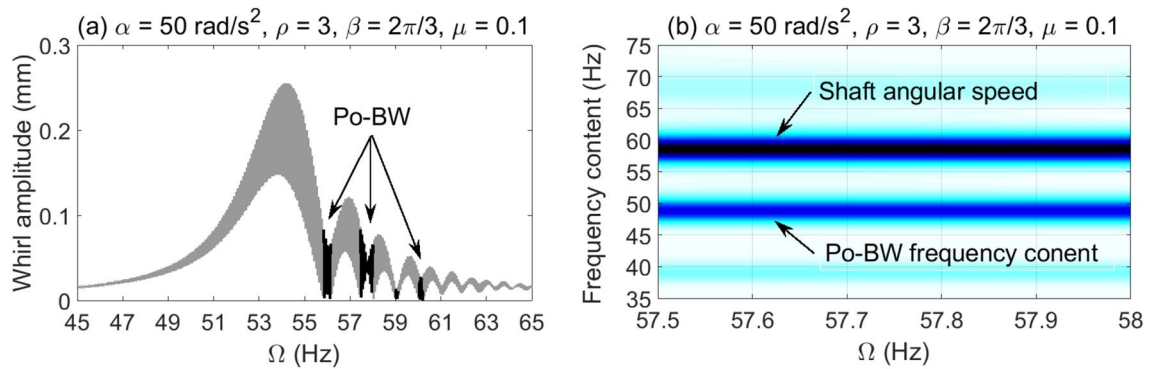 (a) α = 50 rad/s², ρ = 3, β = 2π/3, μ = 0.1
Whirl amplitude (mm)
0.3
0.2
0.1
0
Po-BW
45 47 49 51 53 55 57 59 61 63 65
Ω (Hz)
(b) α = 50 rad/s², ρ = 3, β = 2π/3, μ = 0.1
Frequency content (Hz)
75
70
65
60
55
50
45
40
35
Shaft angular speed
Po-BW frequency conent
57.5 57.6 57.7 57.8 57.9 58
Ω (Hz)